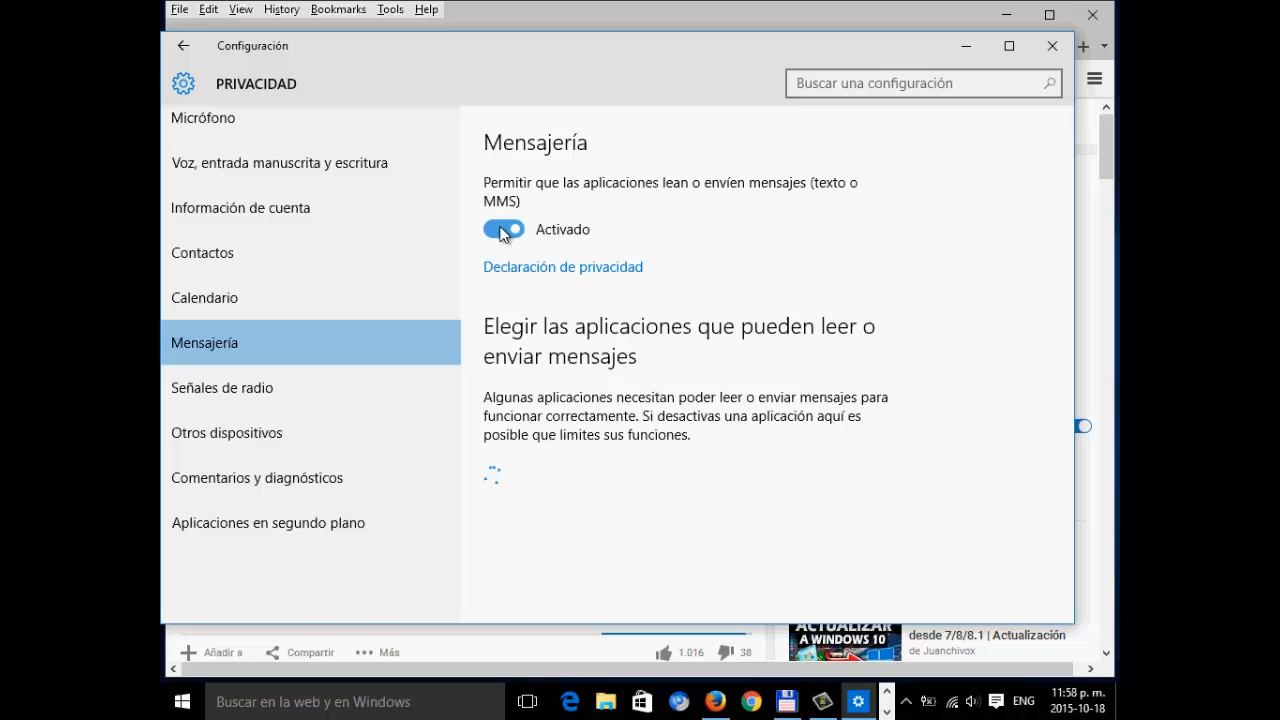 File Edit View History Bookmarks Tools Help
Configuración
PRIVACIDAD
Buscar una configuración
Micrófono
Voz, entrada manuscrita y escritura
Información de cuenta
Contactos
Calendario
Mensajería
Señales de radio
Otros dispositivos
Comentarios y diagnósticos
Aplicaciones en segundo plano
Mensajería
Permitir que las aplicaciones lean o envíen mensajes (texto o
MMS)
Activado
Declaración de privacidad
Elegir las aplicaciones que pueden leer o
enviar mensajes
Algunas aplicaciones necesitan poder leer o enviar mensajes para
funcionar correctamente. Si desactivas una aplicación aquí es
posible que limites sus funciones.
Añadir a Compartir Más 1.016 38
ACTUALIZAR
A WINDOWS 10
desde 7/8/8.1 | Actualización
de Juanchivox
Buscar en la web y en Windows
ENG
11:58 p. m.
2015-10-18